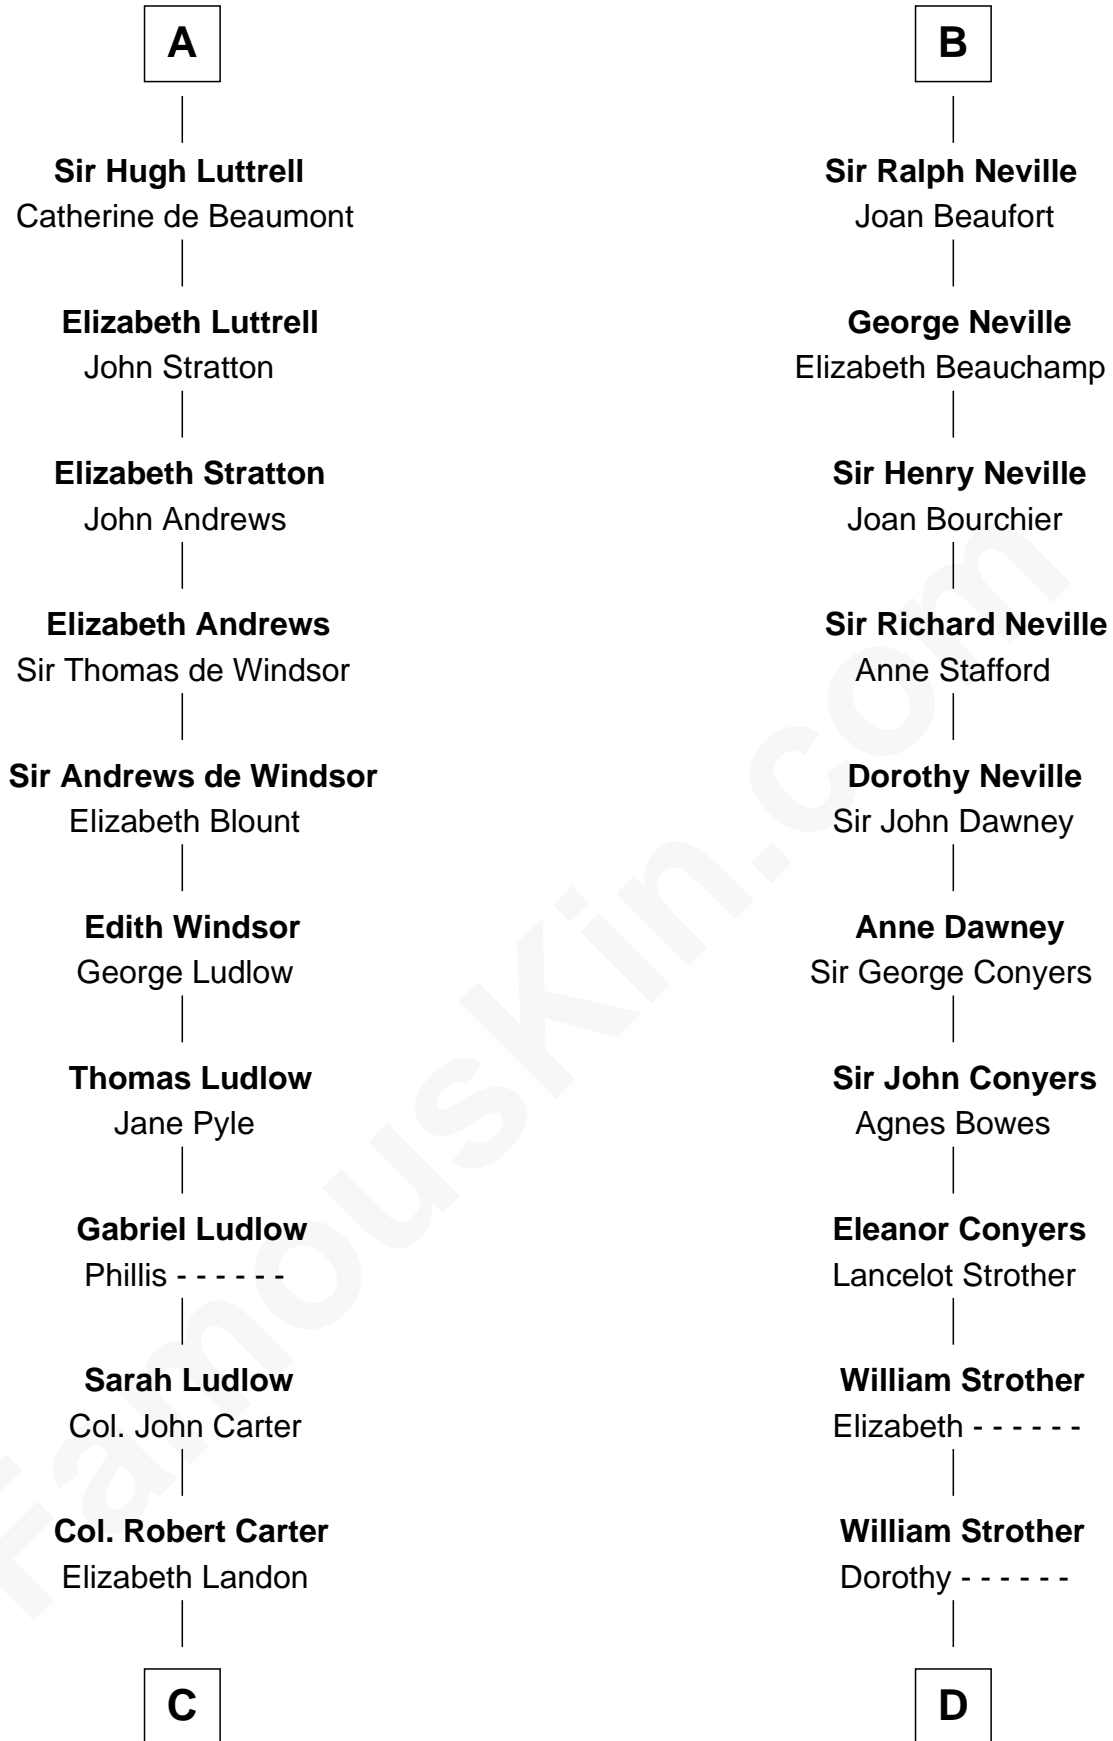 A
Sir Hugh Luttrell
Catherine de Beaumont
Elizabeth Luttrell
John Stratton
Elizabeth Stratton
John Andrews
Elizabeth Andrews
Sir Thomas de Windsor
Sir Andrews de Windsor
Elizabeth Blount
Edith Windsor
George Ludlow
Thomas Ludlow
Jane Pyle
Gabriel Ludlow
Phillis - - - - - -
Sarah Ludlow
Col. John Carter
Col. Robert Carter
Elizabeth Landon
C
B
Sir Ralph Neville
Joan Beaufort
George Neville
Elizabeth Beauchamp
Sir Henry Neville
Joan Bourchier
Sir Richard Neville
Anne Stafford
Dorothy Neville
Sir John Dawney
Anne Dawney
Sir George Conyers
Sir John Conyers
Agnes Bowes
Eleanor Conyers
Lancelot Strother
William Strother
Elizabeth - - - - - -
William Strother
Dorothy - - - - - -
D
FamousKin.com